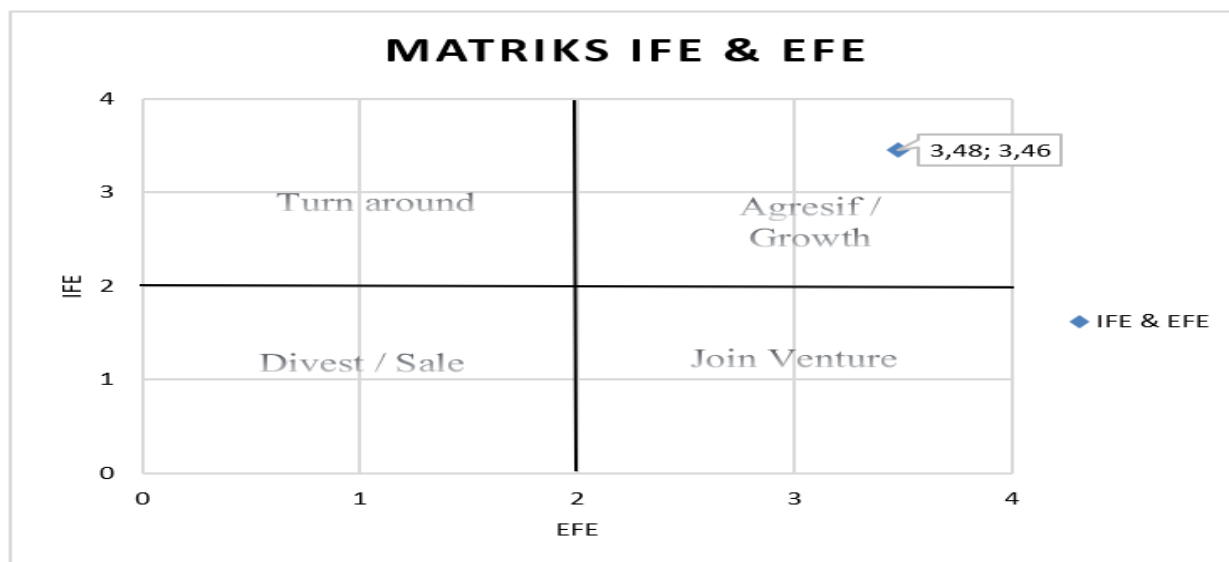 MATRIKS IFE & EFE
4
3,48; 3,46
3
Turn around
Agresif /
Growth
2
IFE
IFE & EFE
Divest / Sale
Join Venture
1
0
0 1 2 3 4
EFE